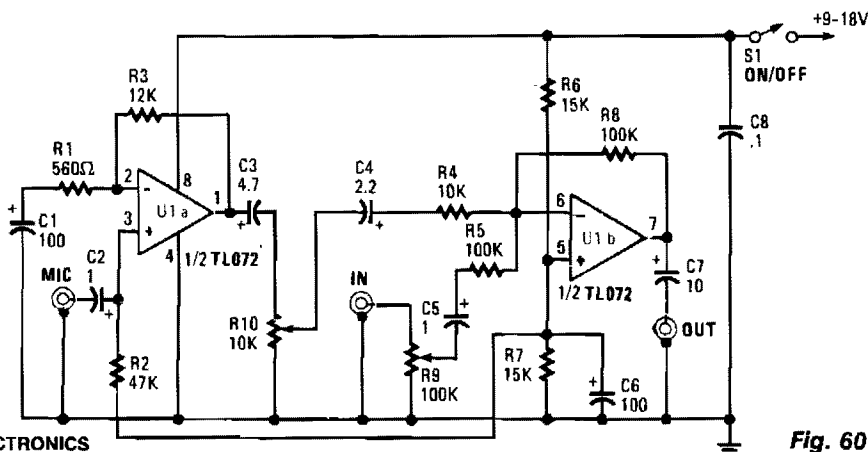 +9-18V
S1
ON/OFF
R3
12K
R6
15K
R8
100K
C8
.1
R1
560Ω
2
-
8
U1a
1
3
+
4
1/2 TL072
C3
4.7
+
C4
2.2
+
R4
10K
R5
100K
6
-
U1b
7
5
+
1/2 TL072
+
C1
100
C2
1
+
MIC
IN
+
C5
1
+
C7
10
OUT
R10
10K
R2
47K
R9
100K
R7
15K
+
C6
100
CTRONICS
Fig. 60